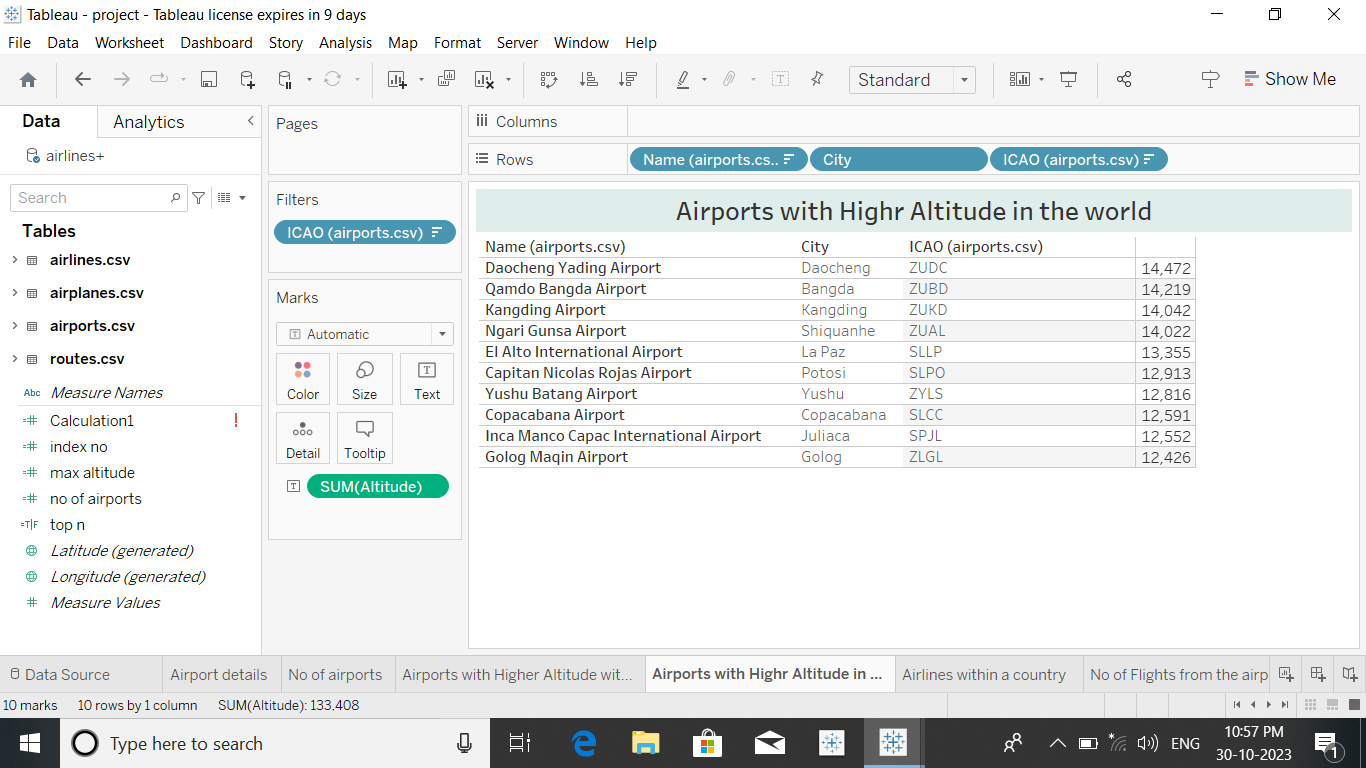 Tableau - project - Tableau license expires in 9 days
File Data Worksheet Dashboard Story Analysis Map Format Server Window Help
Standard Show Me
Data Analytics
airlines+
Search
Tables
airlines.csv
airplanes.csv
airports.csv
routes.csv
Abc Measure Names
Calculation1 !
index no
max altitude
no of airports
T|F top n
Latitude (generated)
Longitude (generated)
Measure Values
Pages
Filters
ICAO (airports.csv)
Marks
Automatic
Color Size Text
Detail Tooltip
SUM(Altitude)
Columns
Rows Name (airports.cs.. City ICAO (airports.csv)
Airports with Highr Altitude in the world
Name (airports.csv) City ICAO (airports.csv)
Daocheng Yading Airport Daocheng ZUDC 14,472
Qamdo Bangda Airport Bangda ZUBD 14,219
Kangding Airport Kangding ZUKD 14,042
Ngari Gunsa Airport Shiquanhe ZUAL 14,022
El Alto International Airport La Paz SLLP 13,355
Capitan Nicolas Rojas Airport Potosi SLPO 12,913
Yushu Batang Airport Yushu ZYLS 12,816
Copacabana Airport Copacabana SLCC 12,591
Inca Manco Capac International Airport Juliaca SPJL 12,552
Golog Maqin Airport Golog ZLGL 12,426
Data Source Airport details No of airports Airports with Higher Altitude wit... Airports with Highr Altitude in ... Airlines within a country No of Flights from the airp
10 marks 10 rows by 1 column SUM(Altitude): 133,408
Type here to search
ENG
10:57 PM
30-10-2023
1